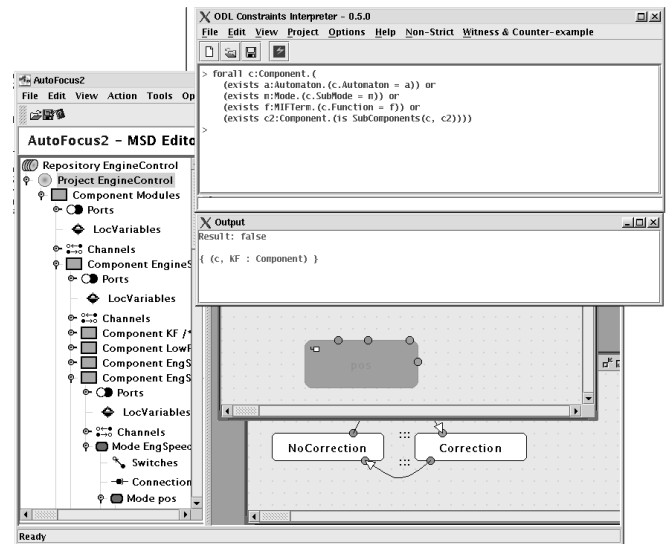 ODL Constraints Interpreter - 0.5.0
File Edit View Project Options Help Non-Strict Witness & Counter-example
> forall c:Component.(
(exists a:Automaton.(c.Automaton = a)) or
(exists m:Mode.(c.SubMode = m)) or
(exists f:MIFTerm.(c.Function = f)) or
(exists c2:Component.(is SubComponents(c, c2))))
>
AutoFocus2
File Edit View Action Tools Op
AutoFocus2 - MSD Edito
Repository EngineControl
Project EngineControl
Component Modules
Ports
LocVariables
Channels
Component EngineS
Ports
LocVariables
Channels
Component KF /*
Component LowF
Component EngS
Component EngS
Ports
LocVariables
Channels
Mode EngSpeed
Switches
Connection
Mode pos
Ready
Output
Result: false
{ (c, KF : Component) }
pos
NoCorrection
Correction